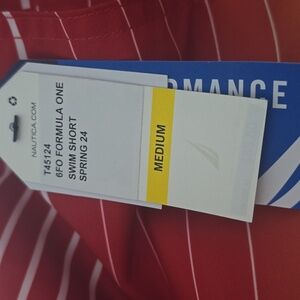 NAUTICA.COM
T45124
6FO FORMULA ONE
SWIM SHORT
SPRING 24
MEDIUM
RMANCE